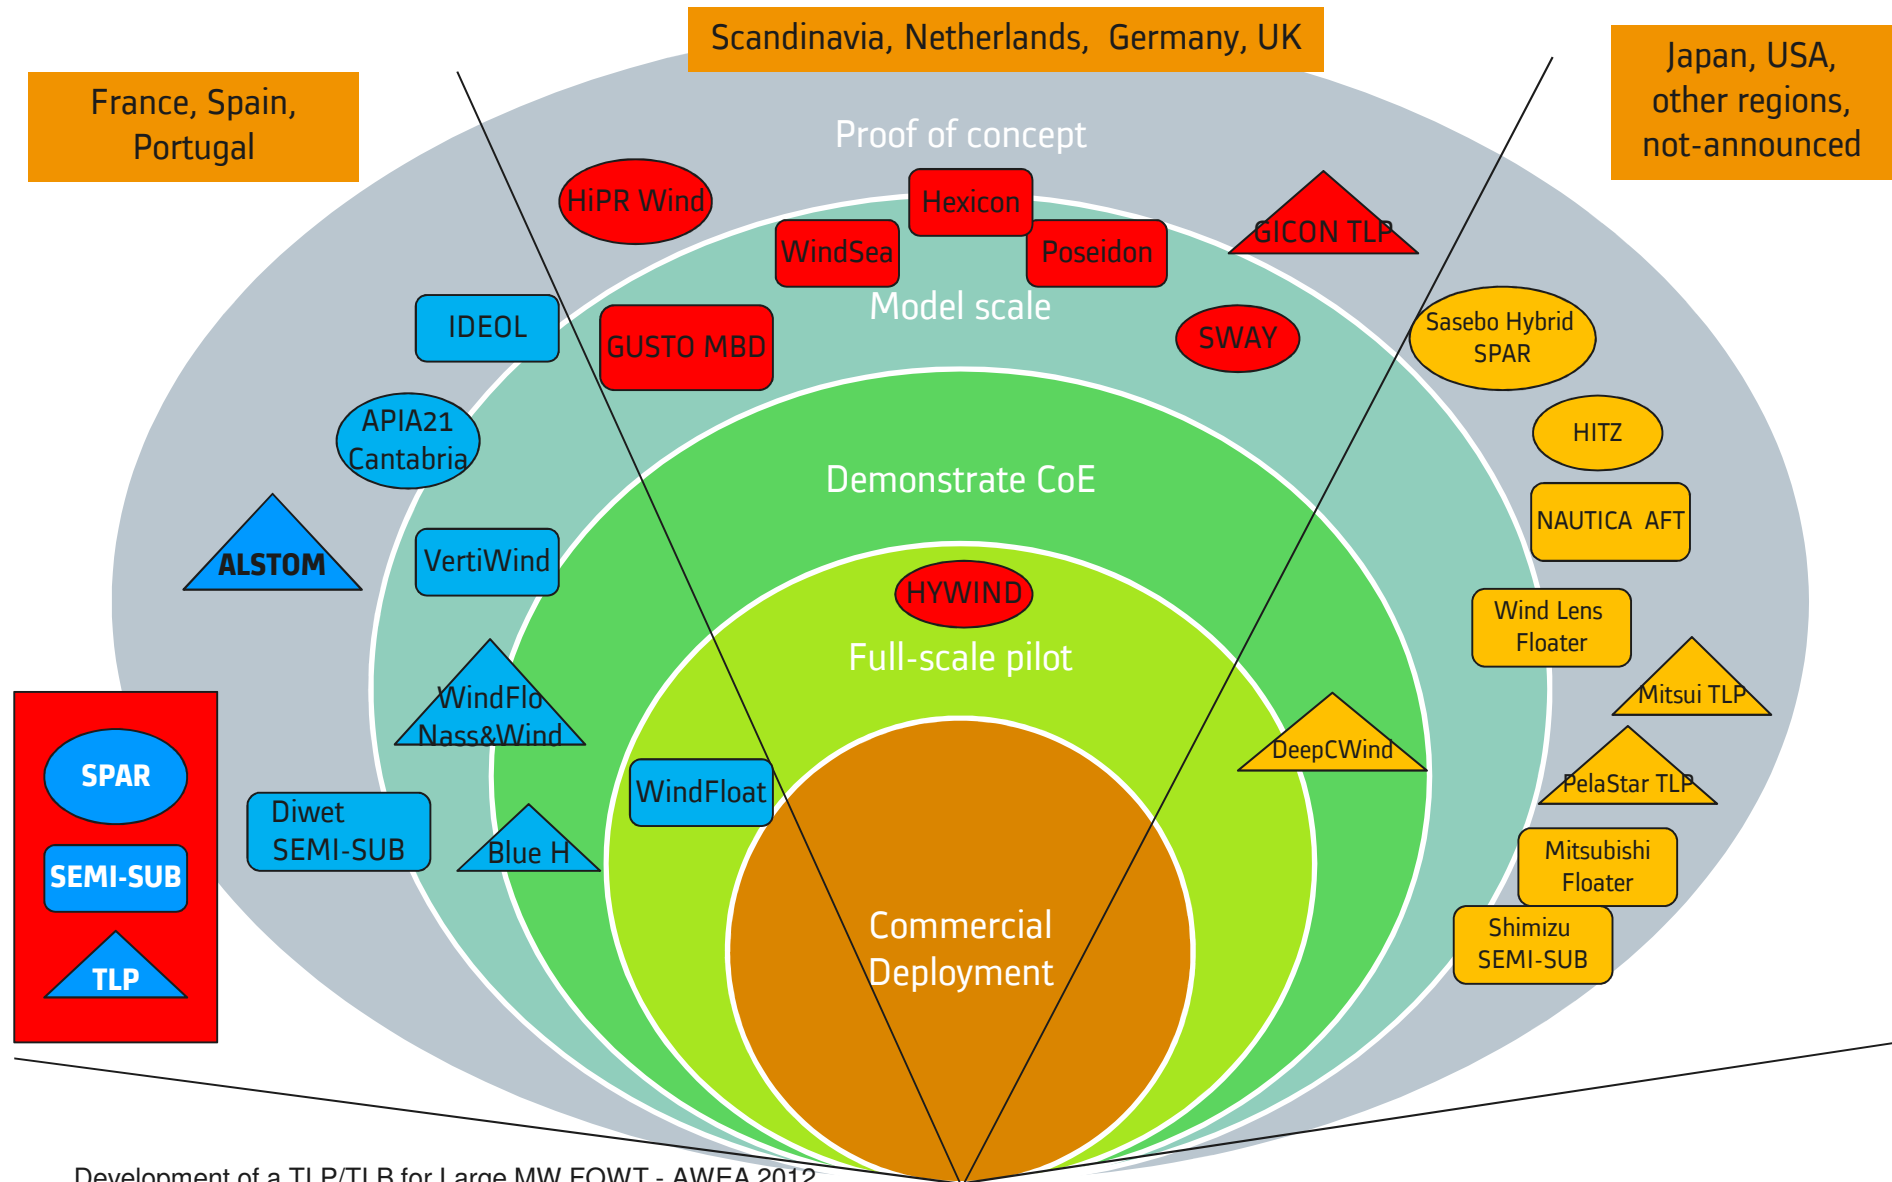 Scandinavia, Netherlands, Germany, UK
France, Spain,
Portugal
Japan, USA,
other regions,
not-announced
Proof of concept
HiPR Wind
Hexicon
WindSea
Poseidon
GICON TLP
Model scale
IDEOL
GUSTO MBD
SWAY
Sasebo Hybrid
SPAR
APIA21
Cantabria
HITZ
Demonstrate CoE
NAUTICA AFT
ALSTOM
VertiWind
HYWIND
Wind Lens
Floater
Full-scale pilot
WindFlo
Nass&Wind
Mitsui TLP
DeepCWind
SPAR
WindFloat
PelaStar TLP
Diwet
SEMI-SUB
Blue H
Mitsubishi
Floater
SEMI-SUB
Commercial
Deployment
Shimizu
SEMI-SUB
TLP
Development of a TLP/TLB for Large MW FOWT - AWEA 2012